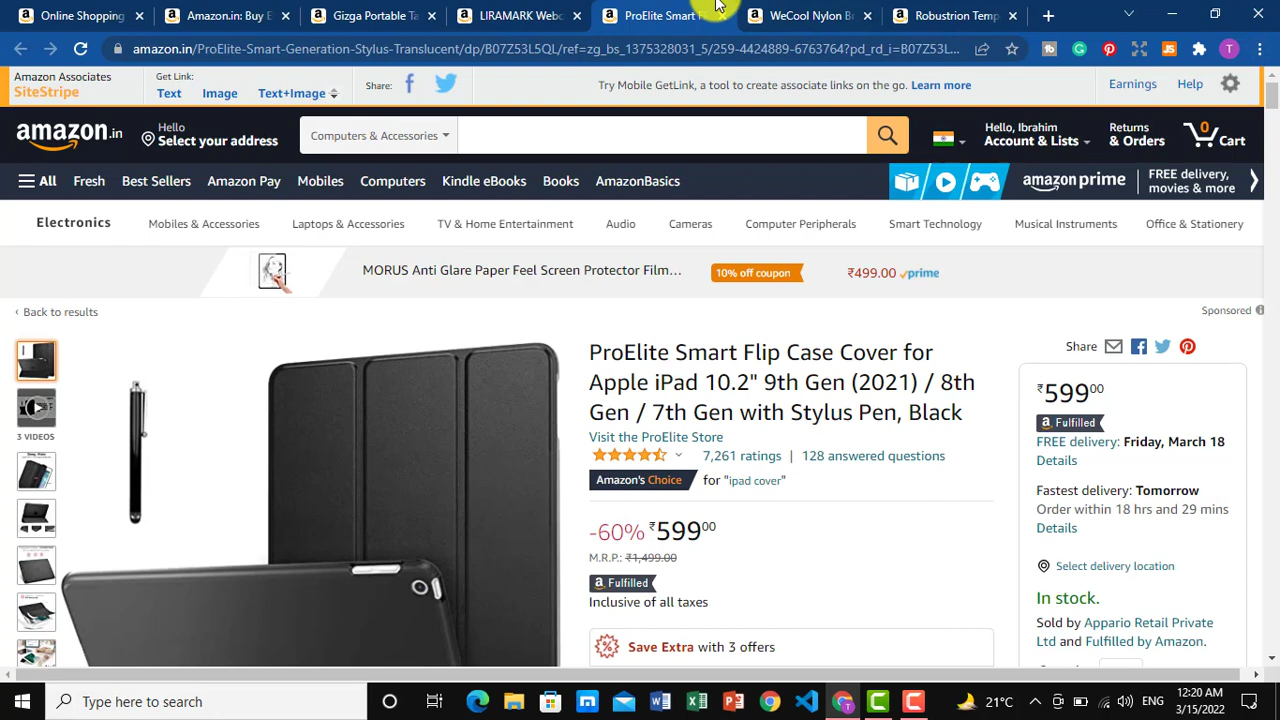 Online Shopping
Amazon.in: Buy E
Gizga Portable Ta
LIRAMARK Webc
ProElite Smart F
WeCool Nylon Br
Robustrion Temp
amazon.in/ProElite-Smart-Generation-Stylus-Translucent/dp/B07Z53L5QL/ref=zg_bs_1375328031_5/259-4424889-6763764?pd_rd_i=B07Z53L...
T
Amazon Associates
SiteStripe
Get Link:
Text
Image
Text+Image
Share:
Try Mobile GetLink, a tool to create associate links on the go. Learn more
Earnings
Help
amazon.in
Hello
Select your address
Computers & Accessories
Hello, Ibrahim
Account & Lists
Returns
& Orders
0
Cart
All
Fresh
Best Sellers
Amazon Pay
Mobiles
Computers
Kindle eBooks
Books
AmazonBasics
amazon prime
FREE delivery,
movies & more
Electronics
Mobiles & Accessories
Laptops & Accessories
TV & Home Entertainment
Audio
Cameras
Computer Peripherals
Smart Technology
Musical Instruments
Office & Stationery
MORUS Anti Glare Paper Feel Screen Protector Film...
10% off coupon
₹499.00 prime
‹ Back to results
Sponsored
3 VIDEOS
ProElite Smart Flip Case Cover for
Apple iPad 10.2" 9th Gen (2021) / 8th
Gen / 7th Gen with Stylus Pen, Black
Visit the ProElite Store
7,261 ratings | 128 answered questions
Amazon's Choice for "ipad cover"
-60% ₹599 00
M.R.P.: ₹1,499.00
a Fulfilled
Inclusive of all taxes
Save Extra with 3 offers
Share
₹599 00
a Fulfilled
FREE delivery: Friday, March 18
Details
Fastest delivery: Tomorrow
Order within 18 hrs and 29 mins
Details
Select delivery location
In stock.
Sold by Appario Retail Private
Ltd and Fulfilled by Amazon.
Type here to search
21°C
ENG
12:20 AM
3/15/2022